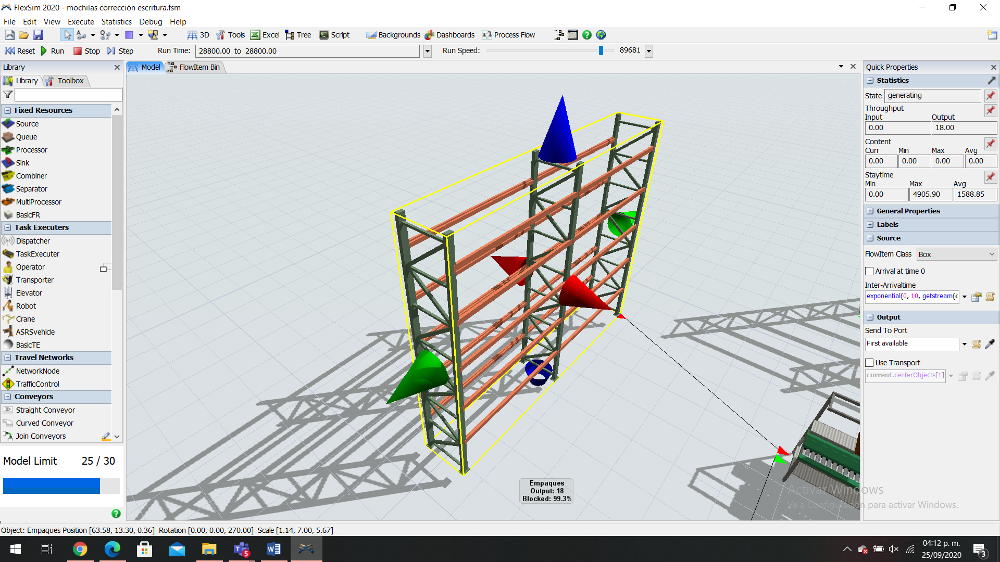 FlexSim 2020 - mochilas corrección escritura.fsm
File Edit View Execute Statistics Debug Help
3D Tools Excel Tree Script Backgrounds Dashboards Process Flow
Reset Run Stop Step Run Time: 28800.00 to 28800.00 Run Speed: 89681
Library
Library Toolbox
Fixed Resources
Source
Queue
Processor
Sink
Combiner
Separator
MultiProcessor
BasicFR
Task Executers
Dispatcher
TaskExecuter
Operator
Transporter
Elevator
Robot
Crane
ASRSvehicle
BasicTE
Travel Networks
NetworkNode
TrafficControl
Conveyors
Straight Conveyor
Curved Conveyor
Join Conveyors
Model Limit 25 / 30
Model FlowItem Bin
Empaques
Output: 18
Blocked: 99.3%
Quick Properties
Statistics
State generating
Throughput
Input Output
0.00 18.00
Content
Curr Min Max Avg
0.00 0.00 0.00 0.00
Staytime
Min Max Avg
0.00 4905.90 1588.85
General Properties
Labels
Source
FlowItem Class Box
Arrival at time 0
Inter-Arrivaltime
exponential(0, 10, getstream(c
Output
Send To Port
First available
Use Transport
current.centerObjects[1]
Activar Windows
Ve a Configuración para activar Windows.
Object: Empaques Position [63.58, 13.30, 0.36] Rotation [0.00, 0.00, 270.00] Scale [1.14, 7.00, 5.67]
5
04:12 p. m.
25/09/2020
3